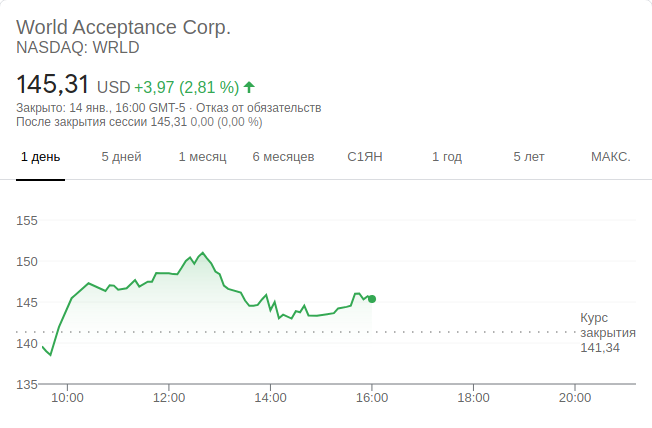 World Acceptance Corp.
NASDAQ: WRLD
145,31 USD +3,97 (2,81 %)
Закрыто: 14 янв., 16:00 GMT-5 · Отказ от обязательств
После закрытия сессии 145,31 0,00 (0,00 %)
1 день 5 дней 1 месяц 6 месяцев С1ЯН 1 год 5 лет МАКС.
155
150
145
140
135
Курс
закрытия
141,34
10:00 12:00 14:00 16:00 18:00 20:00